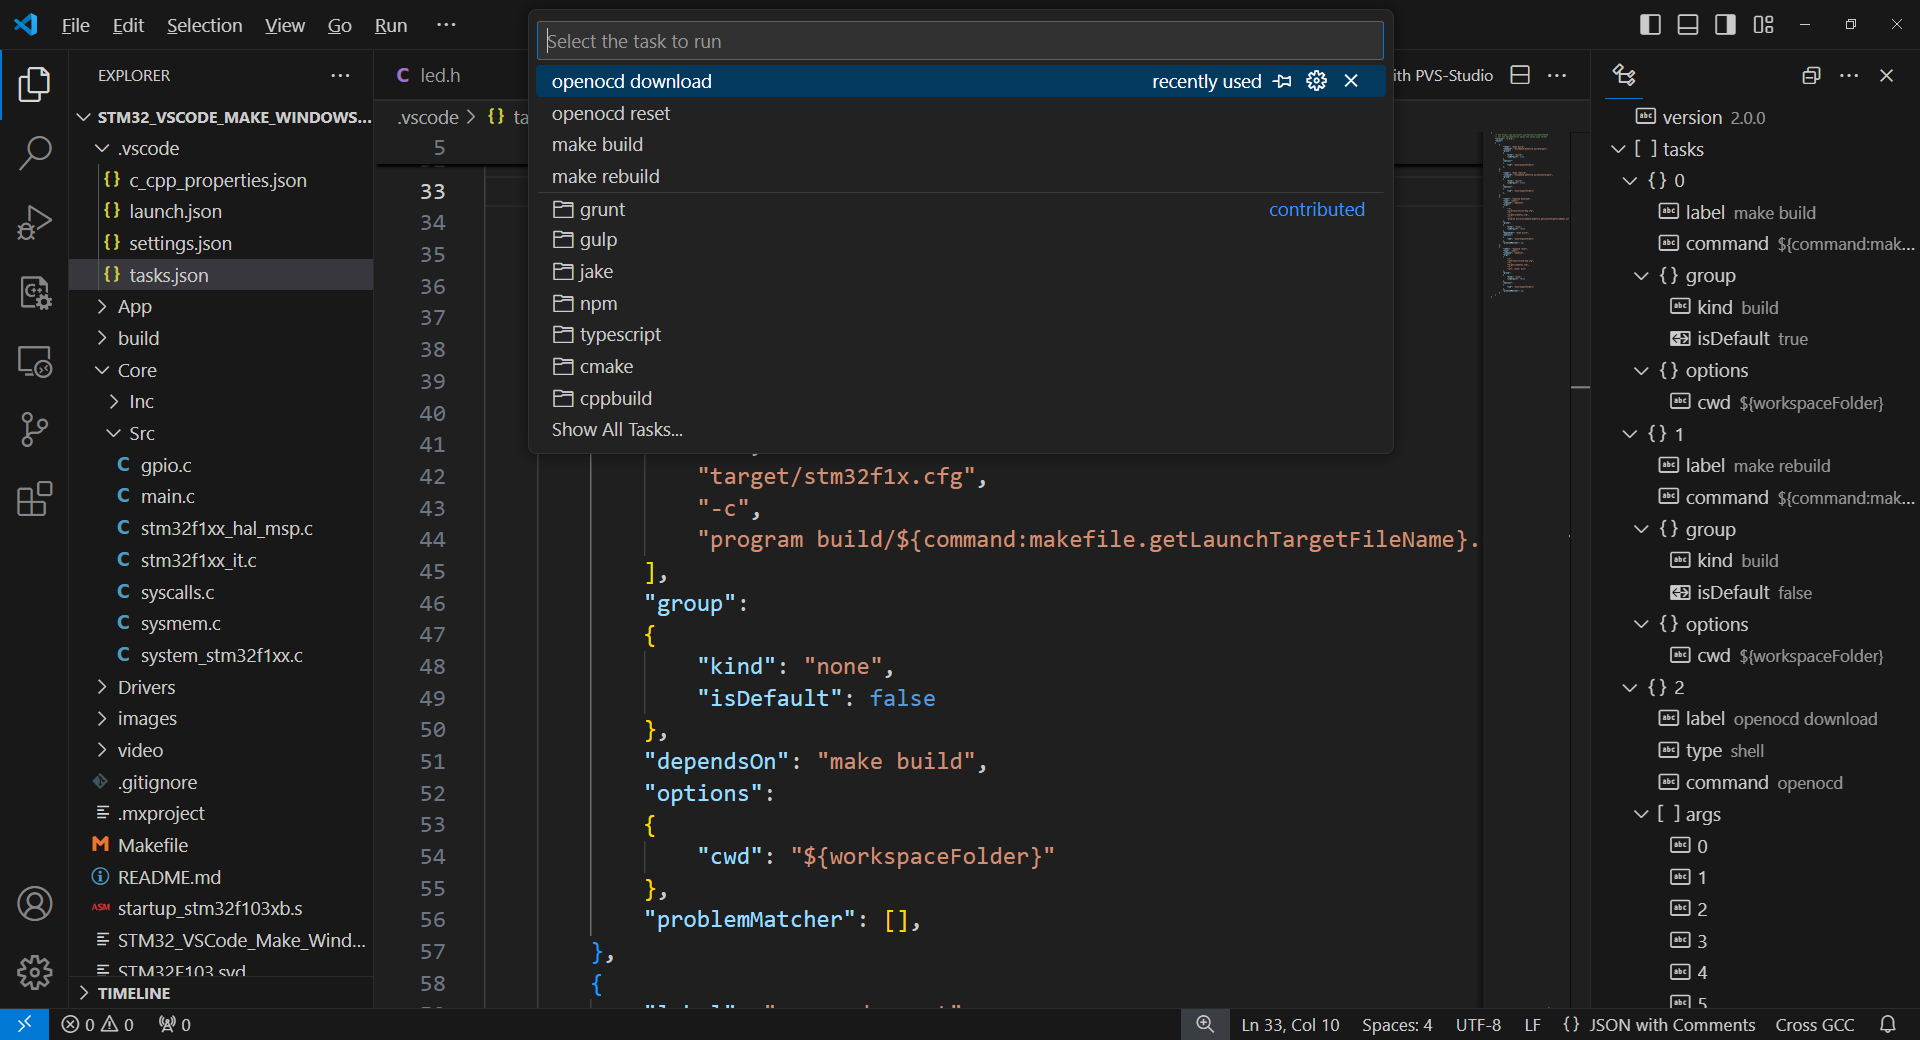 File Edit Selection View Go Run ···
Select the task to run
openocd download recently used
openocd reset
make build
make rebuild
grunt contributed
gulp
jake
npm
typescript
cmake
cppbuild
Show All Tasks...
EXPLORER
STM32_VSCODE_MAKE_WINDOWS...
.vscode
{} c_cpp_properties.json
{} launch.json
{} settings.json
{} tasks.json
App
build
Core
Inc
Src
C gpio.c
C main.c
C stm32f1xx_hal_msp.c
C stm32f1xx_it.c
C syscalls.c
C sysmem.c
C system_stm32f1xx.c
Drivers
images
video
.gitignore
.mxproject
M Makefile
README.md
ASM startup_stm32f103xb.s
STM32_VSCode_Make_Wind...
STM32F103.svd
TIMELINE
C led.h
ith PVS-Studio
.vscode > {} ta
5
33
34
35
36
37
38
39
40
41
42 "target/stm32f1x.cfg",
43 "-c",
44 "program build/${command:makefile.getLaunchTargetFileName}.
45 ],
46 "group":
47 {
48 "kind": "none",
49 "isDefault": false
50 },
51 "dependsOn": "make build",
52 "options":
53 {
54 "cwd": "${workspaceFolder}"
55 },
56 "problemMatcher": [],
57 },
58 {
version 2.0.0
[ ] tasks
{} 0
label make build
command ${command:mak...
{} group
kind build
isDefault true
{} options
cwd ${workspaceFolder}
{} 1
label make rebuild
command ${command:mak...
{} group
kind build
isDefault false
{} options
cwd ${workspaceFolder}
{} 2
label openocd download
type shell
command openocd
[ ] args
0
1
2
3
4
5
0 0 0
Ln 33, Col 10 Spaces: 4 UTF-8 LF {} JSON with Comments Cross GCC